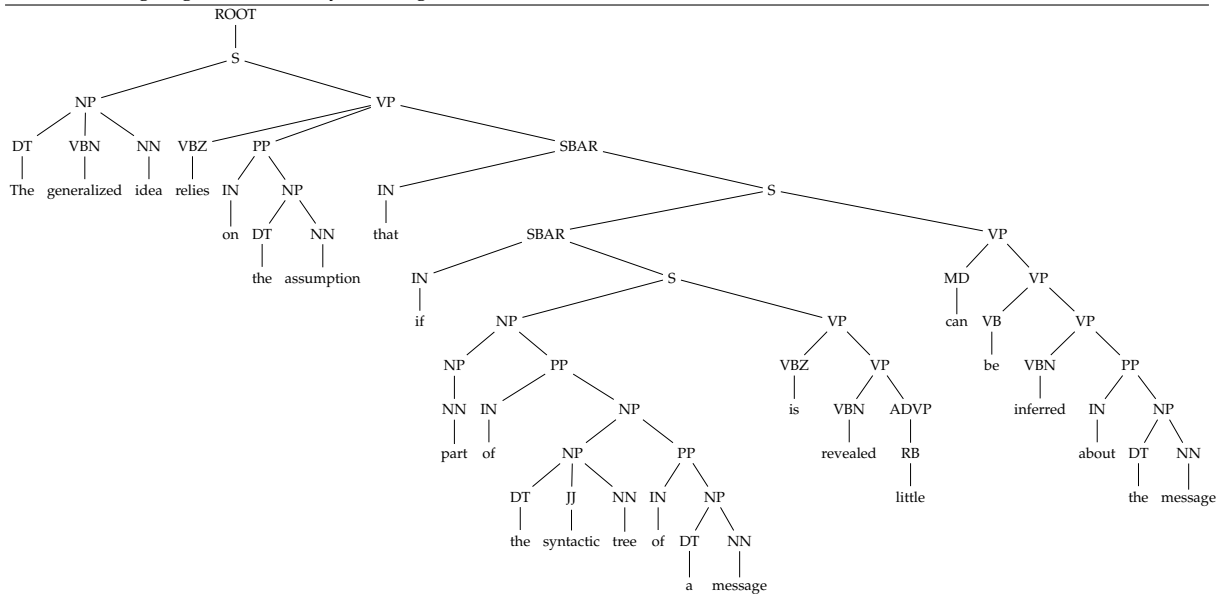 ROOT
S
NP VP
DT VBN NN VBZ PP SBAR
The generalized idea relies IN NP IN S
on DT NN that SBAR VP
the assumption IN S MD VP
if NP VP can VB VP
NP PP VBZ VP be VBN PP
NN IN NP is VBN ADVP inferred IN NP
part of NP PP revealed RB about DT NN
DT JJ NN IN NP little the message
the syntactic tree of DT NN
a message